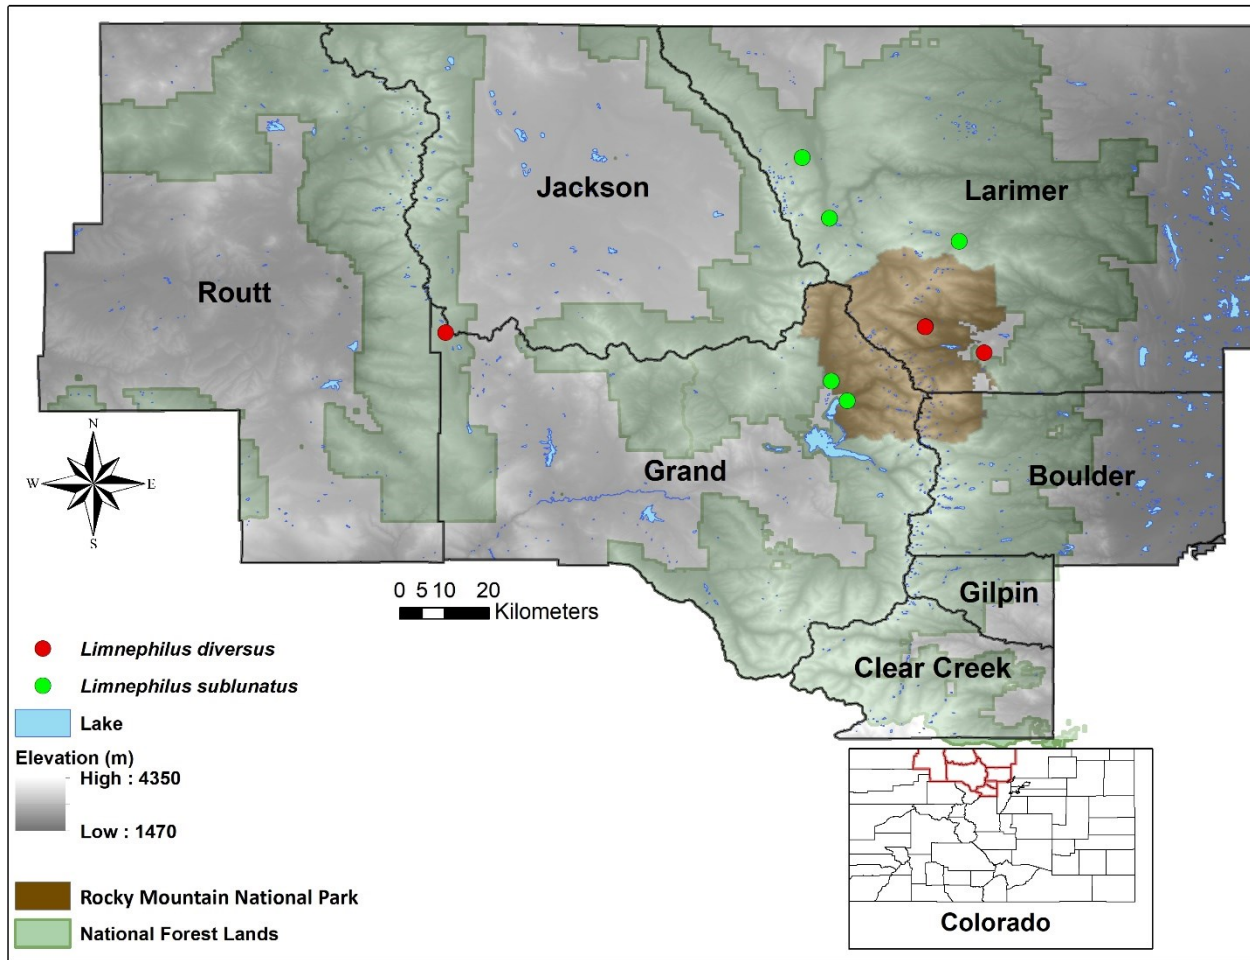 Jackson
Larimer
Routt
N
W E
S
Grand
Boulder
Gilpin
0 5 10 20
Kilometers
Clear Creek
Limnephilus diversus
Limnephilus sublunatus
Lake
Elevation (m)
High : 4350
Low : 1470
Rocky Mountain National Park
National Forest Lands
Colorado